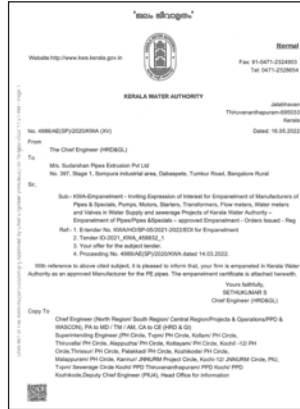 "ജലം ജീവാമൃതം"
Normal
Website:http://www.kwa.kerala.gov.in
Fax: 91-0471-2324903
Tel: 0471-2328654
KERALA WATER AUTHORITY
Jalabhavan
Thiruvananthapuram-695033
Kerala
No. 4986/AE(SP)/2020/KWA (XV)
Dated: 16.05.2022
From
The Chief Engineer (HRD&GL)
To
M/s. Sudarshan Pipes Extrusion Pvt Ltd
No. 397, Stage 1, Sompura industrial area, Dabaspete, Tumkur Road, Bangalore Rural
Sir,
Sub:- KWA-Empanelment - Inviting Expression of Interest for Empanelment of Manufacturers of
Pipes & Specials, Pumps, Motors, Starters, Transformers, Flow meters, Water meters
and Valves in Water Supply and sewerage Projects of Kerala Water Authority –
Empanelment of Pipes/Pipes &Specials – approved Empanelment - Orders Issued - Reg
Ref:- 1. E-tender No. KWA/HO/SP-05/2021-2022/EOI for Empanelment
2. Tender ID-2021_KWA_456632_1
3. Your offer for the subject tender.
4. Proceeding No. 4986/AE(SP)/2020/KWA dated 14.03.2022.
With reference to above cited subject, it is pleased to inform that, your firm is empaneled in Kerala Water
Authority as an approved Manufacturer for the PE pipes. The empanelment certificate is attached herewith.
Yours faithfully,
SETHUKUMAR S
Chief Engineer (HRD&GL)
Copy To
Chief Engineer (North Region/ South Region/ Central Region/Projects & Operations/PPD &
WASCON), PA to MD / TM / AM, CA to CE (HRD & GI)
Superintending Engineer (PH Circle, Tvpm/ PH Circle, Kollam/ PH Circle,
Thiruvalla/ PH Circle, Alappuzha/ PH Circle, Kottayam/ PH Circle, Kochi -12/ PH
Circle,Thrissur/ PH Circle, Palakkad/ PH Circle, Kozhikode/ PH Circle,
Malappuram/ PH Circle, Kannur/ JNNURM Project Circle, Kochi-12/ JNNURM Circle, PIU,
Tvpm/ Sewerage Circle Kochi/ PPD Thiruvananthapuram/ PPD Kochi/ PPD
Kozhikode,Deputy Chief Engineer (PIU4), Head Office for information